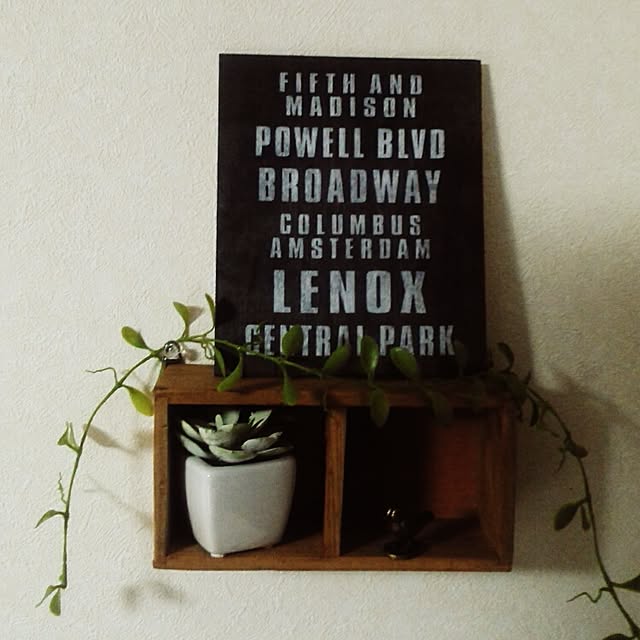 FIFTH AND
MADISON
POWELL BLVD
BROADWAY
COLUMBUS
AMSTERDAM
LENOX
CENTRAL PARK